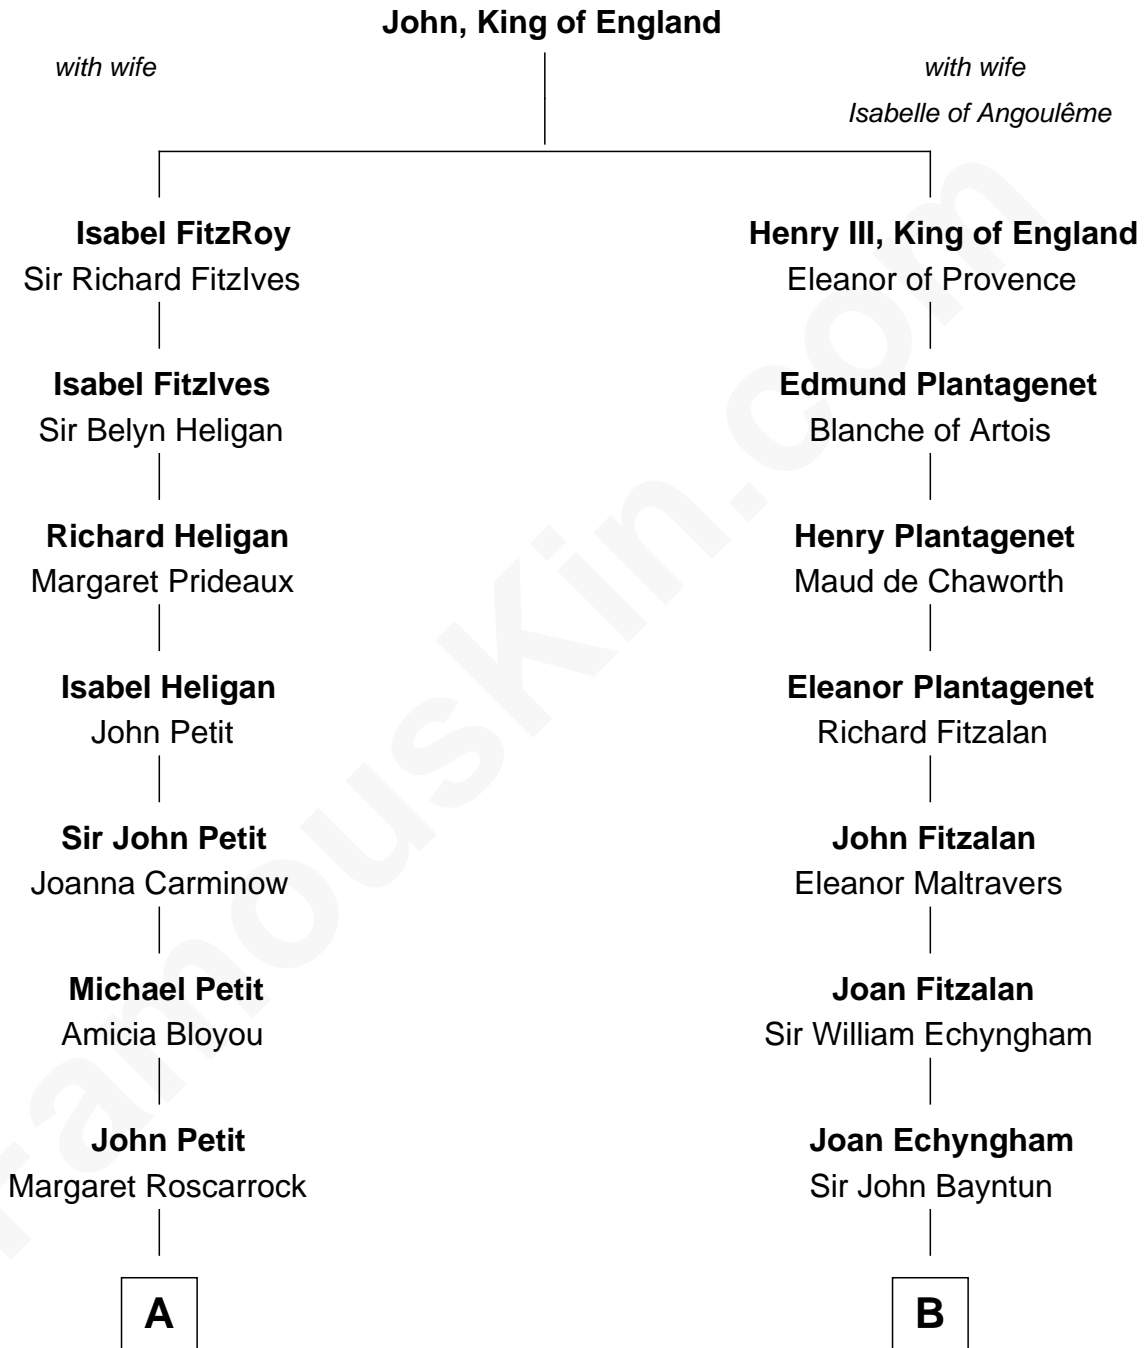 John, King of England
with wife
with wife
Isabelle of Angoulême
Isabel FitzRoy
Sir Richard FitzIves
Isabel FitzIves
Sir Belyn Heligan
Richard Heligan
Margaret Prideaux
Isabel Heligan
John Petit
Sir John Petit
Joanna Carminow
Michael Petit
Amicia Bloyou
John Petit
Margaret Roscarrock
A
Henry III, King of England
Eleanor of Provence
Edmund Plantagenet
Blanche of Artois
Henry Plantagenet
Maud de Chaworth
Eleanor Plantagenet
Richard Fitzalan
John Fitzalan
Eleanor Maltravers
Joan Fitzalan
Sir William Echyngham
Joan Echyngham
Sir John Bayntun
B
FamousKin.com